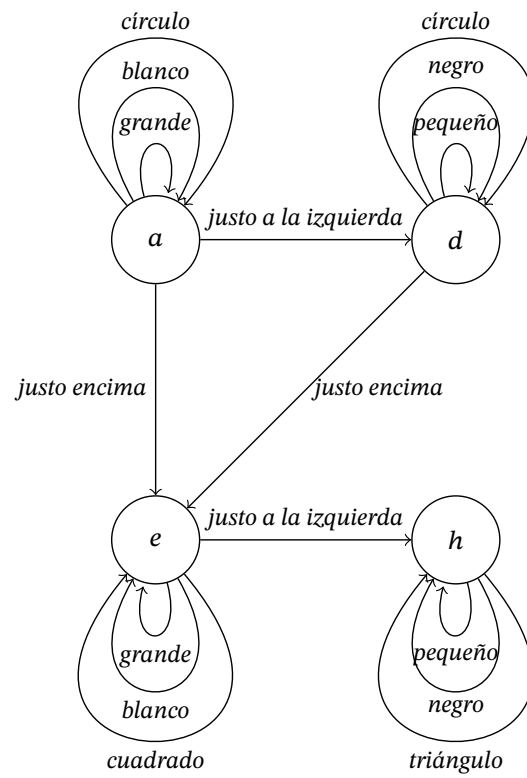 círculo
círculo
blanco
negro
grande
pequeño
a
justo a la izquierda
d
justo encima
justo encima
e
justo a la izquierda
h
grande
pequeño
blanco
negro
cuadrado
triángulo